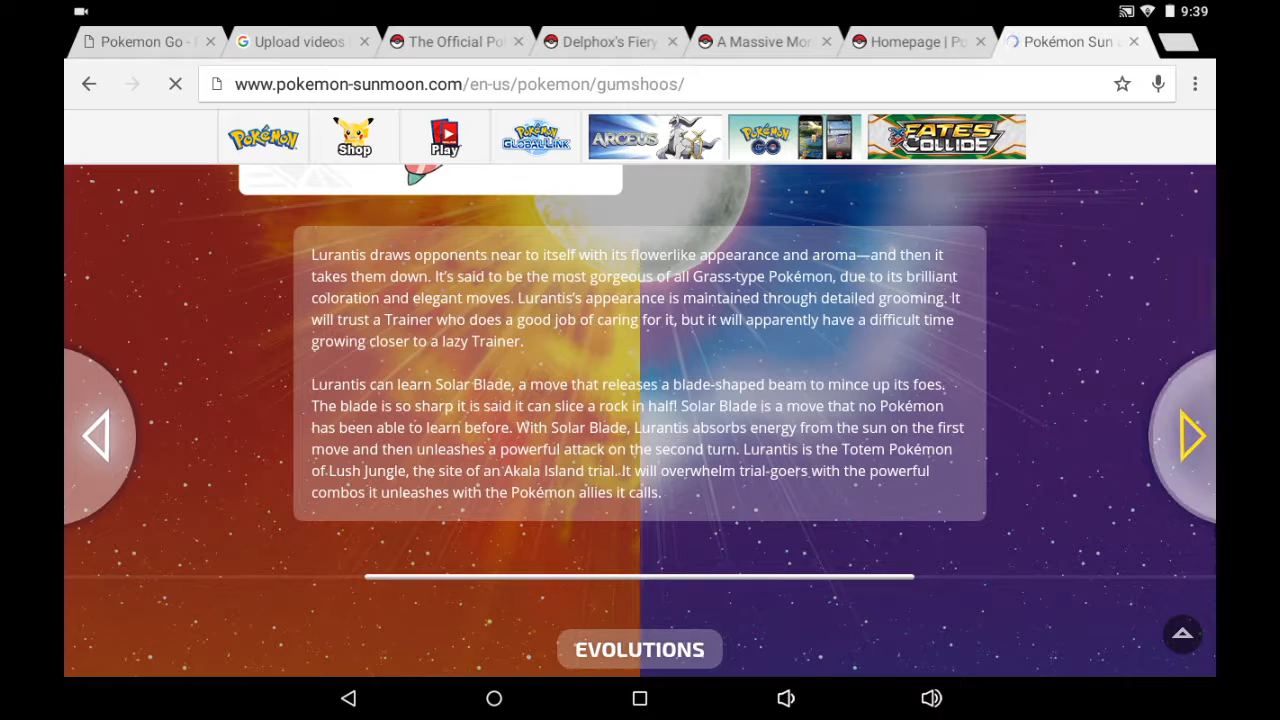 9:39
Pokemon Go -
Upload videos
The Official Po
Delphox's Fiery
A Massive Mor
Homepage | Po
Pokémon Sun
www.pokemon-sunmoon.com/en-us/pokemon/gumshoos/
Pokémon
Shop
Play
Pokémon
GLOBAL LINK
ARCEUS
Pokémon
GO
FATES
COLLIDE
Lurantis draws opponents near to itself with its flowerlike appearance and aroma—and then it
takes them down. It's said to be the most gorgeous of all Grass-type Pokémon, due to its brilliant
coloration and elegant moves. Lurantis's appearance is maintained through detailed grooming. It
will trust a Trainer who does a good job of caring for it, but it will apparently have a difficult time
growing closer to a lazy Trainer.
Lurantis can learn Solar Blade, a move that releases a blade-shaped beam to mince up its foes.
The blade is so sharp it is said it can slice a rock in half! Solar Blade is a move that no Pokémon
has been able to learn before. With Solar Blade, Lurantis absorbs energy from the sun on the first
move and then unleashes a powerful attack on the second turn. Lurantis is the Totem Pokémon
of Lush Jungle, the site of an Akala Island trial. It will overwhelm trial-goers with the powerful
combos it unleashes with the Pokémon allies it calls.
EVOLUTIONS